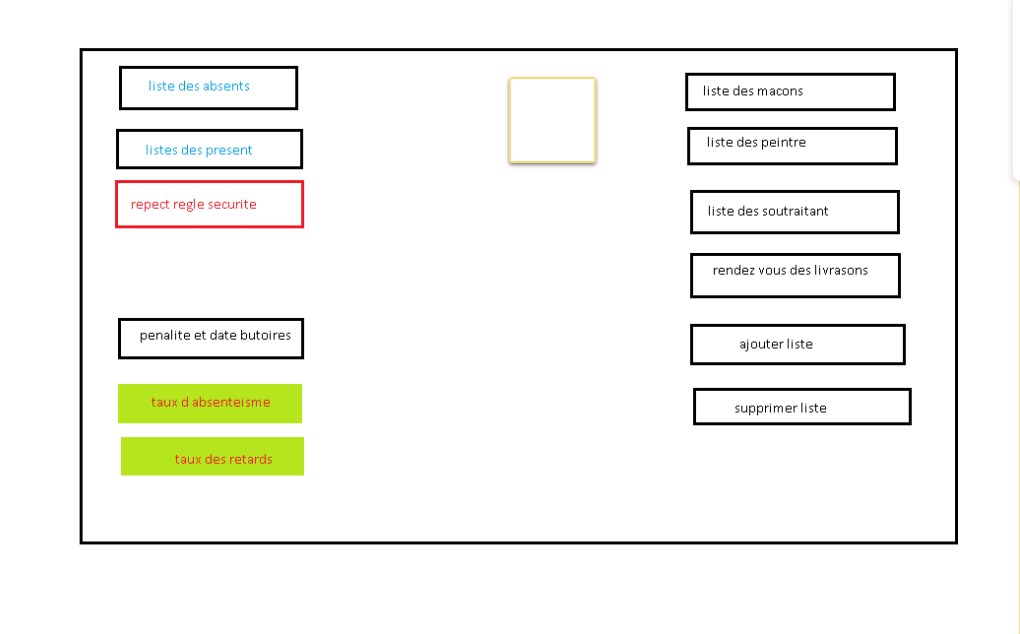 liste des absents
listes des present
repect regle securite
penalite et date butoires
taux d absenteisme
taux des retards
liste des macons
liste des peintre
liste des soutraitant
rendez vous des livrasons
ajouter liste
supprimer liste